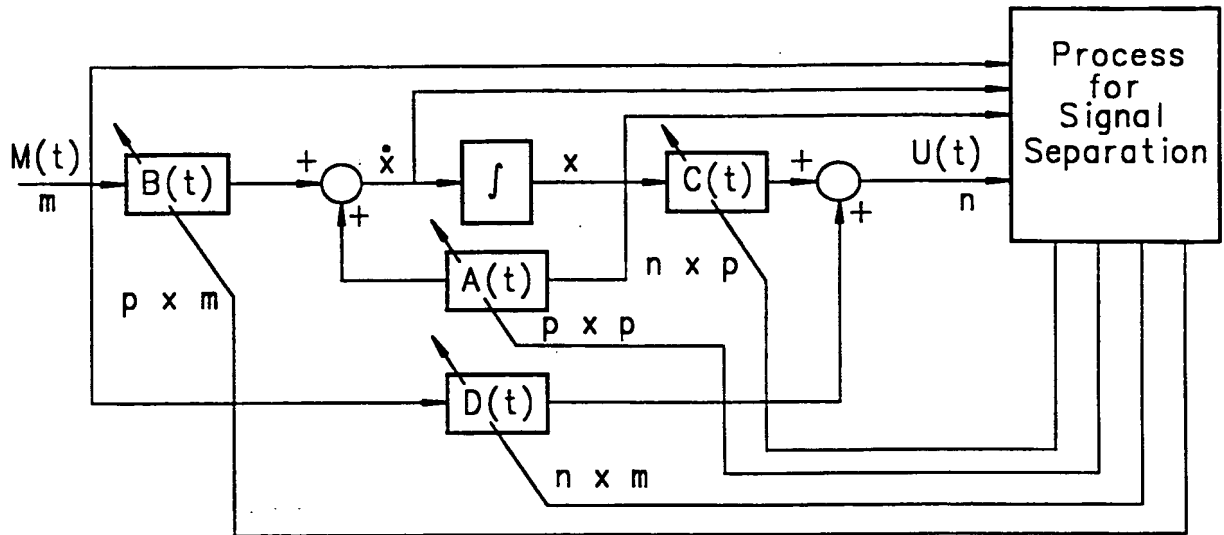 Process
for
Signal
Separation
M(t)
m
B(t)
+
+
ẋ
∫
x
C(t)
+
+
U(t)
n
A(t)
n x p
p x m
p x p
D(t)
n x m